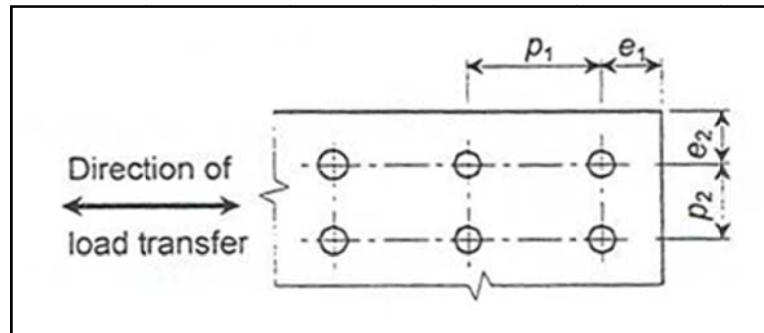 p₁
e₁
e₂
p₂
Direction of
load transfer